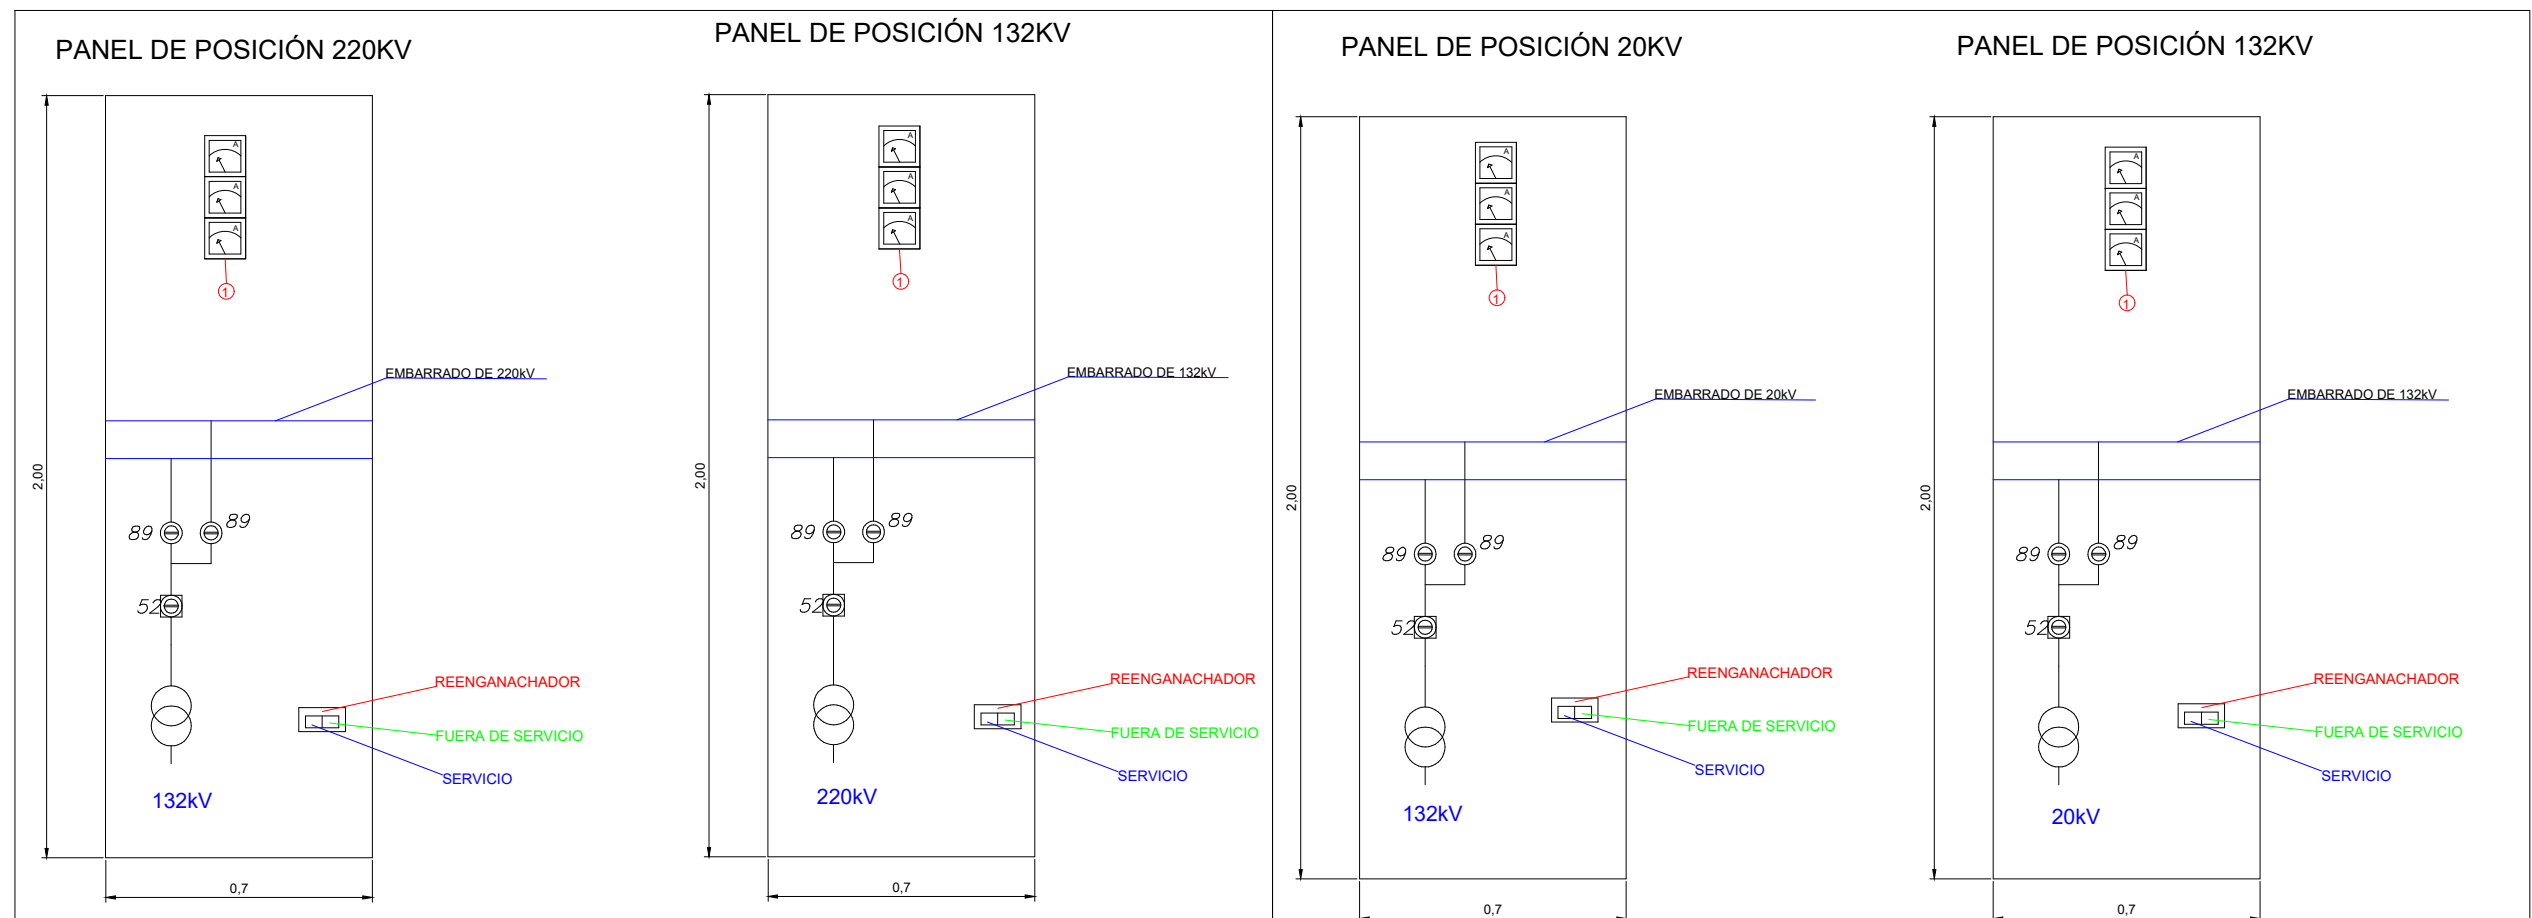 PANEL DE POSICIÓN 220KV
A
A
A
1
EMBARRADO DE 220kV
2,00
89
89
52
REENGANACHADOR
FUERA DE SERVICIO
SERVICIO
132kV
0,7
PANEL DE POSICIÓN 132KV
A
A
A
1
EMBARRADO DE 132kV
2,00
89
89
52
REENGANACHADOR
FUERA DE SERVICIO
SERVICIO
220kV
0,7
PANEL DE POSICIÓN 20KV
A
A
A
1
EMBARRADO DE 20kV
2,00
89
89
52
REENGANACHADOR
FUERA DE SERVICIO
SERVICIO
132kV
0,7
PANEL DE POSICIÓN 132KV
A
A
A
1
EMBARRADO DE 132kV
2,00
89
89
52
REENGANACHADOR
FUERA DE SERVICIO
SERVICIO
20kV
0,7